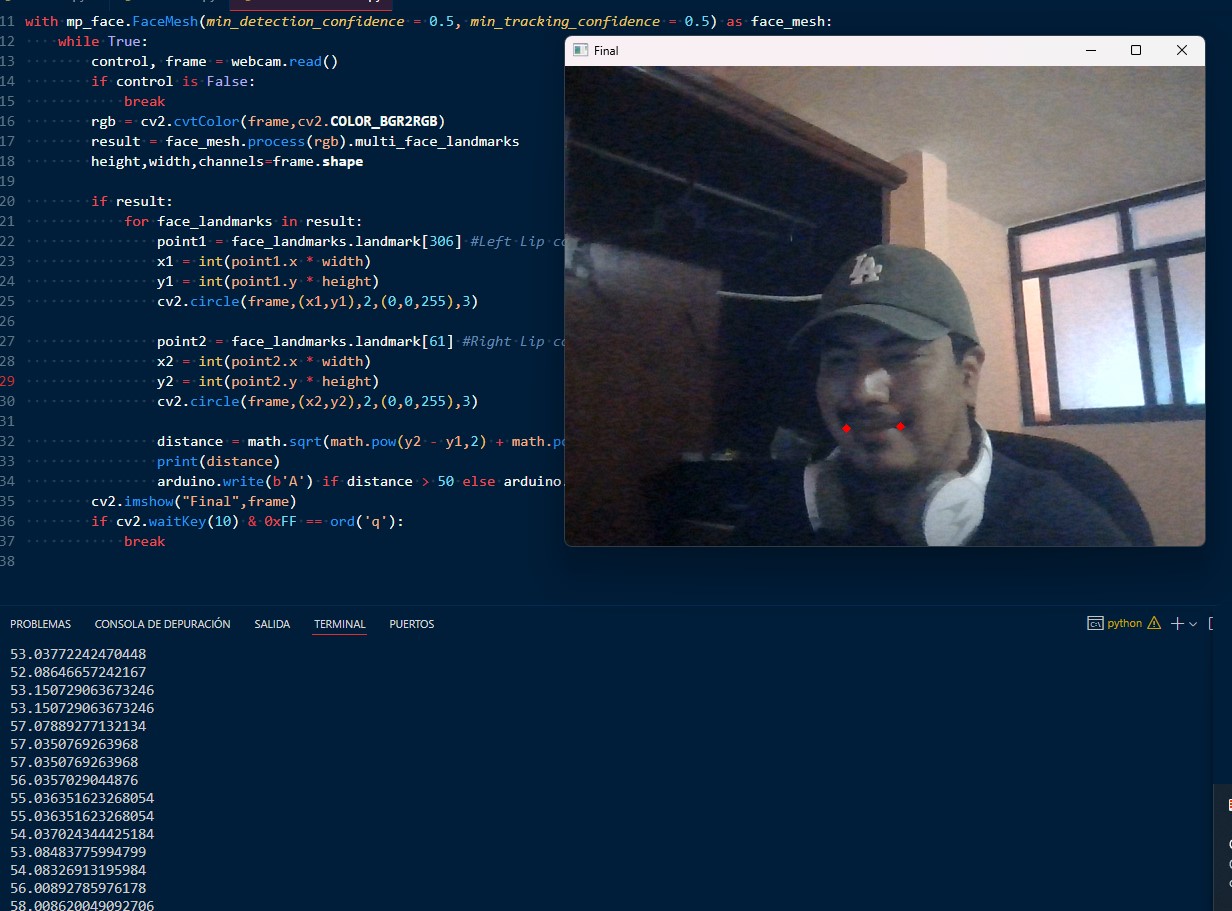 11 with mp_face.FaceMesh(min_detection_confidence = 0.5, min_tracking_confidence = 0.5) as face_mesh:
12 while True:
13 control, frame = webcam.read()
14 if control is False:
15 break
16 rgb = cv2.cvtColor(frame,cv2.COLOR_BGR2RGB)
17 result = face_mesh.process(rgb).multi_face_landmarks
18 height,width,channels=frame.shape
19
20 if result:
21 for face_landmarks in result:
22 point1 = face_landmarks.landmark[306] #Left Lip
23 x1 = int(point1.x * width)
24 y1 = int(point1.y * height)
25 cv2.circle(frame,(x1,y1),2,(0,0,255),3)
26
27 point2 = face_landmarks.landmark[61] #Right Lip
28 x2 = int(point2.x * width)
29 y2 = int(point2.y * height)
30 cv2.circle(frame,(x2,y2),2,(0,0,255),3)
31
32 distance = math.sqrt(math.pow(y2 - y1,2) + math.
33 print(distance)
34 arduino.write(b'A') if distance > 50 else arduino.
35 cv2.imshow("Final",frame)
36 if cv2.waitKey(10) & 0xFF == ord('q'):
37 break
38
Final
LA
PROBLEMAS CONSOLA DE DEPURACIÓN SALIDA TERMINAL PUERTOS
python
53.03772242470448
52.08646657242167
53.150729063673246
53.150729063673246
57.07889277132134
57.0350769263968
57.0350769263968
56.0357029044876
55.036351623268054
55.036351623268054
54.037024344425184
53.08483775994799
54.08326913195984
56.00892785976178
58.008620049092706